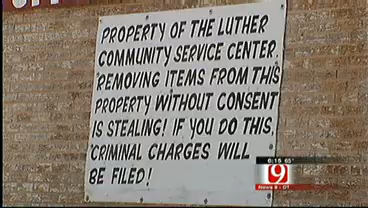 PROPERTY OF THE LUTHER
COMMUNITY SERVICE CENTER.
REMOVING ITEMS FROM THIS
PROPERTY WITHOUT CONSENT
IS STEALING! IF YOU DO THIS,
CRIMINAL CHARGES WILL
BE FILED!
6:15 65°
9